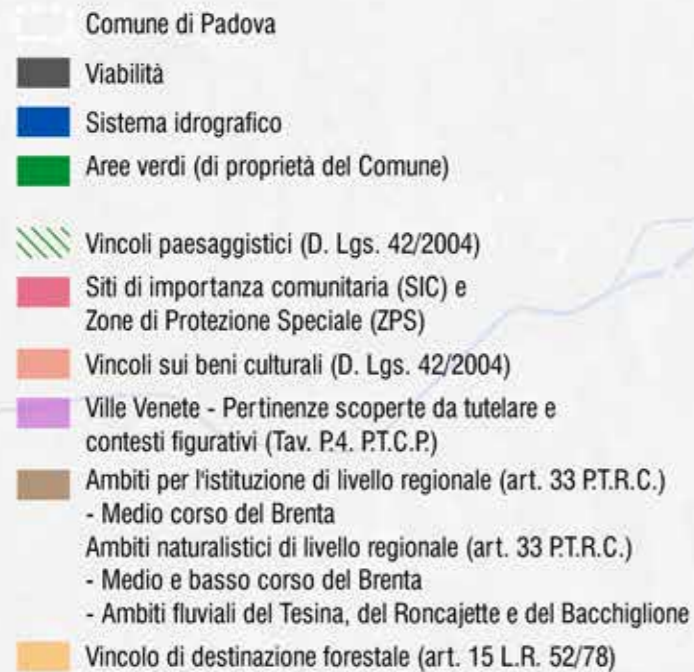 Comune di Padova
Viabilità
Sistema idrografico
Aree verdi (di proprietà del Comune)
Vincoli paesaggistici (D. Lgs. 42/2004)
Siti di importanza comunitaria (SIC) e
Zone di Protezione Speciale (ZPS)
Vincoli sui beni culturali (D. Lgs. 42/2004)
Ville Venete - Pertinenze scoperte da tutelare e
contesti figurativi (Tav. P.4. P.T.C.P.)
Ambiti per l'istituzione di livello regionale (art. 33 P.T.R.C.)
- Medio corso del Brenta
Ambiti naturalistici di livello regionale (art. 33 P.T.R.C.)
- Medio e basso corso del Brenta
- Ambiti fluviali del Tesina, del Roncajette e del Bacchiglione
Vincolo di destinazione forestale (art. 15 L.R. 52/78)